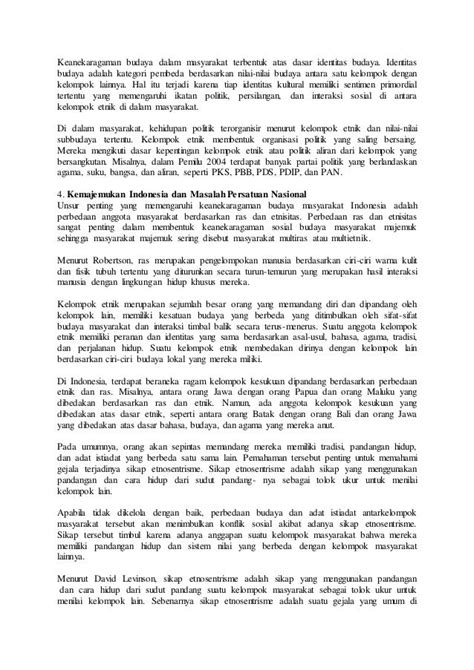 Keanekaragaman budaya dalam masyarakat terbentuk atas dasar identitas budaya. Identitas
budaya adalah kategori pembeda berdasarkan nilai-nilai budaya antara satu kelompok dengan
kelompok lainnya. Hal itu terjadi karena tiap identitas kultural memiliki sentimen primordial
tertentu yang memengaruhi ikatan politik, persilangan, dan interaksi sosial di antara
kelompok etnik di dalam masyarakat.
Di dalam masyarakat, kehidupan politik terorganisir menurut kelompok etnik dan nilai-nilai
subbudaya tertentu. Kelompok etnik membentuk organisasi politik yang saling bersaing.
Mereka mengikuti dasar kepentingan kelompok etnik atau politik aliran dari kelompok yang
bersangkutan. Misalnya, dalam Pemilu 2004 terdapat banyak partai politik yang berlandaskan
agama, suku, bangsa, dan aliran, seperti PKS, PBB, PDS, PDIP, dan PAN.
4. Kemajemukan Indonesia dan Masalah Persatuan Nasional
Unsur penting yang memengaruhi keanekaragaman budaya masyarakat Indonesia adalah
perbedaan anggota masyarakat berdasarkan ras dan etnisitas. Perbedaan ras dan etnisitas
sangat penting dalam membentuk keanekaragaman sosial budaya masyarakat majemuk
sehingga masyarakat majemuk sering disebut masyarakat multiras atau multietnik.
Menurut Robertson, ras merupakan pengelompokan manusia berdasarkan ciri-ciri warna kulit
dan fisik tubuh tertentu yang diturunkan secara turun-temurun yang merupakan hasil interaksi
manusia dengan lingkungan hidup khusus mereka.
Kelompok etnik merupakan sejumlah besar orang yang memandang diri dan dipandang oleh
kelompok lain, memiliki kesatuan budaya yang berbeda yang ditimbulkan oleh sifat-sifat
budaya masyarakat dan interaksi timbal balik secara terus-menerus. Suatu anggota kelompok
etnik memiliki peranan dan identitas yang sama berdasarkan asal-usul, bahasa, agama, tradisi,
dan perjalanan hidup. Suatu kelompok etnik membedakan dirinya dengan kelompok lain
berdasarkan ciri-ciri budaya lokal yang mereka miliki.
Di Indonesia, terdapat beraneka ragam kelompok kesukuan dipandang berdasarkan perbedaan
etnik dan ras. Misalnya, antara orang Jawa dengan orang Papua dan orang Maluku yang
dibedakan berdasarkan ras dan etnik. Namun, ada anggota kelompok kesukuan yang
dibedakan atas dasar etnik, seperti antara orang Batak dengan orang Bali dan orang Jawa
yang dibedakan atas dasar bahasa, budaya, dan agama yang mereka anut.
Pada umumnya, orang akan sepintas memandang mereka memiliki tradisi, pandangan hidup,
dan adat istiadat yang berbeda satu sama lain. Pemahaman tersebut penting untuk memahami
gejala terjadinya sikap etnosentrisme. Sikap etnosentrisme adalah sikap yang menggunakan
pandangan dan cara hidup dari sudut pandang- nya sebagai tolok ukur untuk menilai
kelompok lain.
Apabila tidak dikelola dengan baik, perbedaan budaya dan adat istiadat antarkelompok
masyarakat tersebut akan menimbulkan konflik sosial akibat adanya sikap etnosentrisme.
Sikap tersebut timbul karena adanya anggapan suatu kelompok masyarakat bahwa mereka
memiliki pandangan hidup dan sistem nilai yang berbeda dengan kelompok masyarakat
lainnya.
Menurut David Levinson, sikap etnosentrisme adalah sikap yang menggunakan pandangan
dan cara hidup dari sudut pandang suatu kelompok masyarakat sebagai tolok ukur untuk
menilai kelompok lain. Sebenarnya sikap etnosentrisme adalah suatu gejala yang umum di